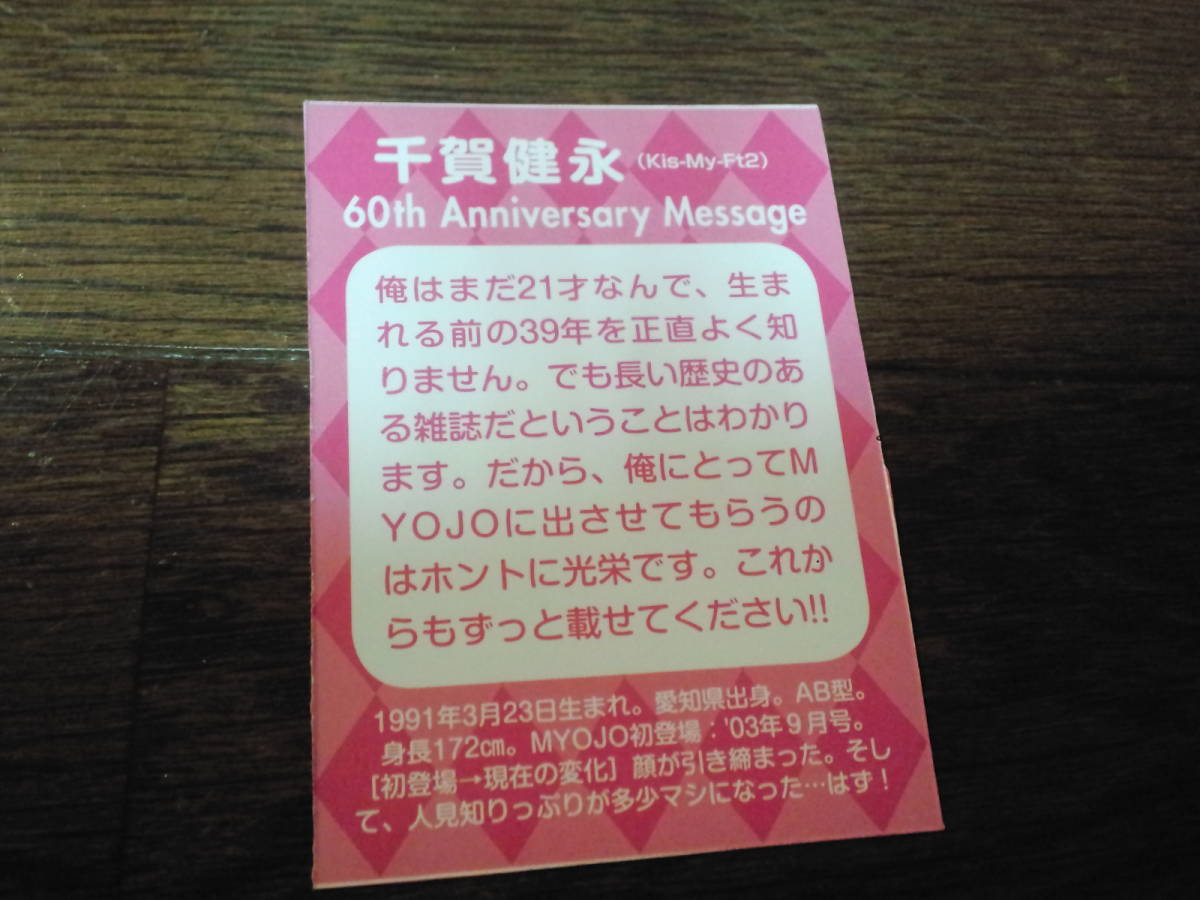 千賀健永（Kis-My-Ft2）
60th Anniversary Message
俺はまだ21才なんで、生ま
れる前の39年を正直よく知
りません。でも長い歴史のあ
る雑誌だということはわかり
ます。だから、俺にとってM
YOJOに出させてもらうの
はホントに光栄です。これか
らもずっと載せてください!!
1991年3月23日生まれ。愛知県出身。AB型。
身長172㎝。MYOJO初登場：'03年９月号。
［初登場→現在の変化］顔が引き締まった。そし
て、人見知りっぷりが多少マシになった…はず！